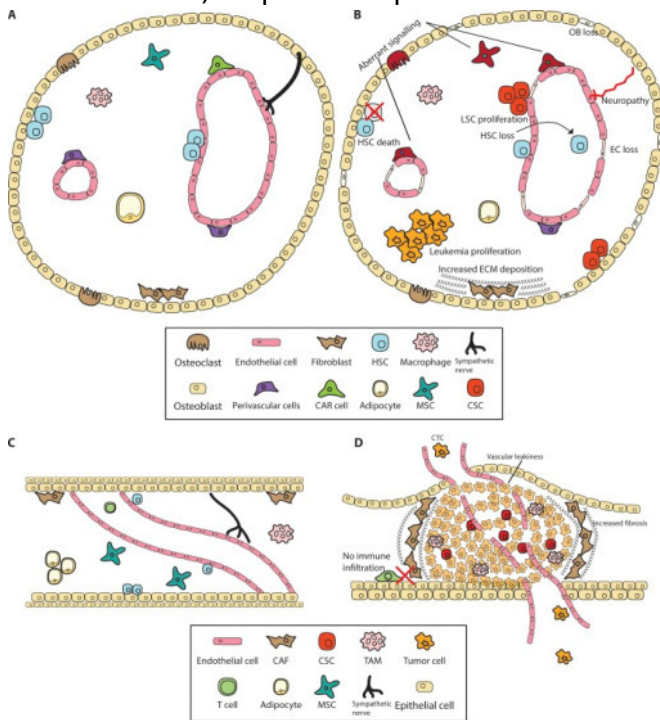 A
B
OB loss
Aberrant signalling
Neuropathy
LSC proliferation
HSC loss
HSC death
EC loss
Leukemia proliferation
Increased ECM deposition
Osteoclast
Endothelial cell
Fibroblast
HSC
Macrophage
Sympathetic
nerve
Osteoblast
Perivascular cells
CAR cell
Adipocyte
MSC
CSC
C
D
CTC
Vascular leakiness
Increased fibrosis
No immune
infiltration
Endothelial cell
CAF
CSC
TAM
Tumor cell
T cell
Adipocyte
MSC
Sympathetic
nerve
Epithelial cell